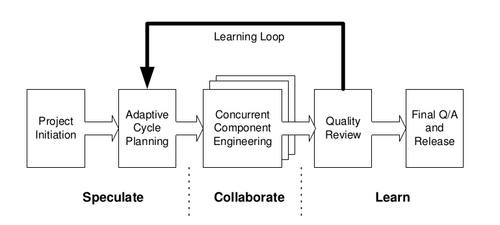 Learning Loop
Project
Initiation
Adaptive
Cycle
Planning
Concurrent
Component
Engineering
Quality
Review
Final Q/A
and
Release
Speculate
Collaborate
Learn